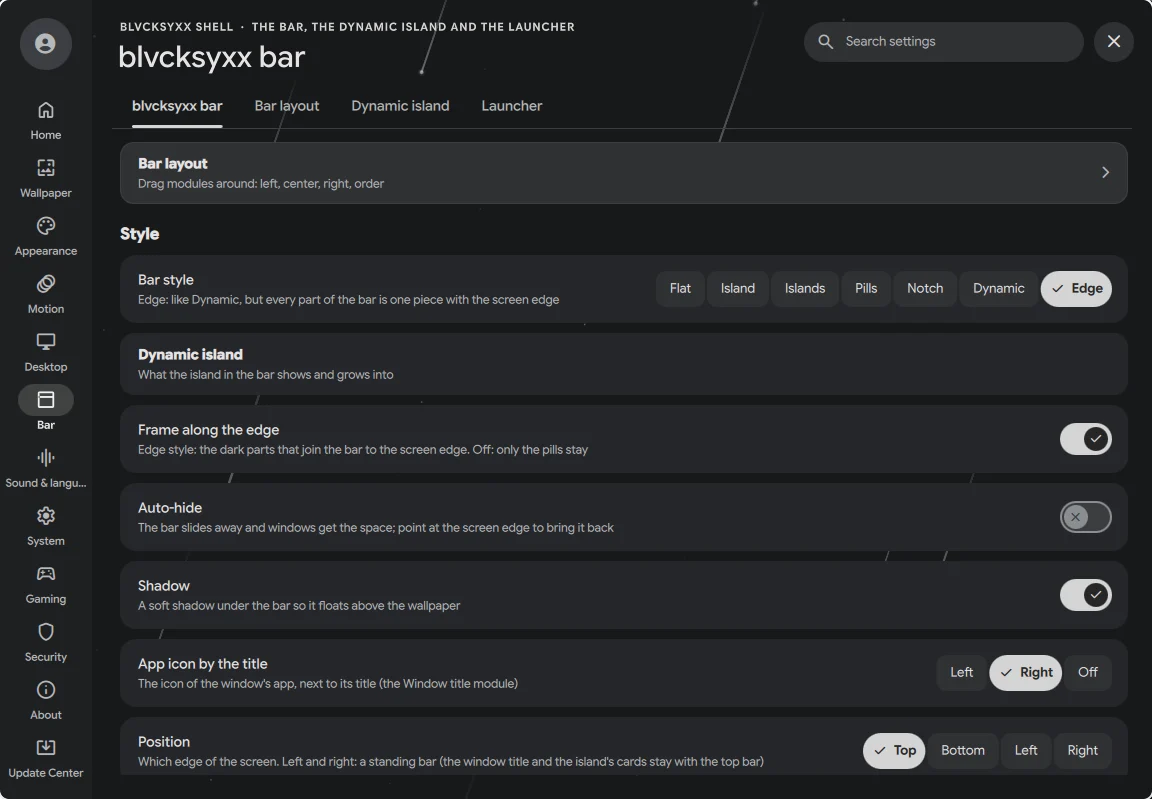 BLVCKSYXX SHELL · THE BAR, THE DYNAMIC ISLAND AND THE LAUNCHER
blvcksyxx bar
Search settings
blvcksyxx bar
Bar layout
Dynamic island
Launcher
Home
Wallpaper
Appearance
Motion
Desktop
Bar
Sound & langu...
System
Gaming
Security
About
Update Center
Bar layout
Drag modules around: left, center, right, order
Style
Bar style
Edge: like Dynamic, but every part of the bar is one piece with the screen edge
Flat
Island
Islands
Pills
Notch
Dynamic
Edge
Dynamic island
What the island in the bar shows and grows into
Frame along the edge
Edge style: the dark parts that join the bar to the screen edge. Off: only the pills stay
Auto-hide
The bar slides away and windows get the space; point at the screen edge to bring it back
Shadow
A soft shadow under the bar so it floats above the wallpaper
App icon by the title
The icon of the window's app, next to its title (the Window title module)
Left
Right
Off
Position
Which edge of the screen. Left and right: a standing bar (the window title and the island's cards stay with the top bar)
Top
Bottom
Left
Right